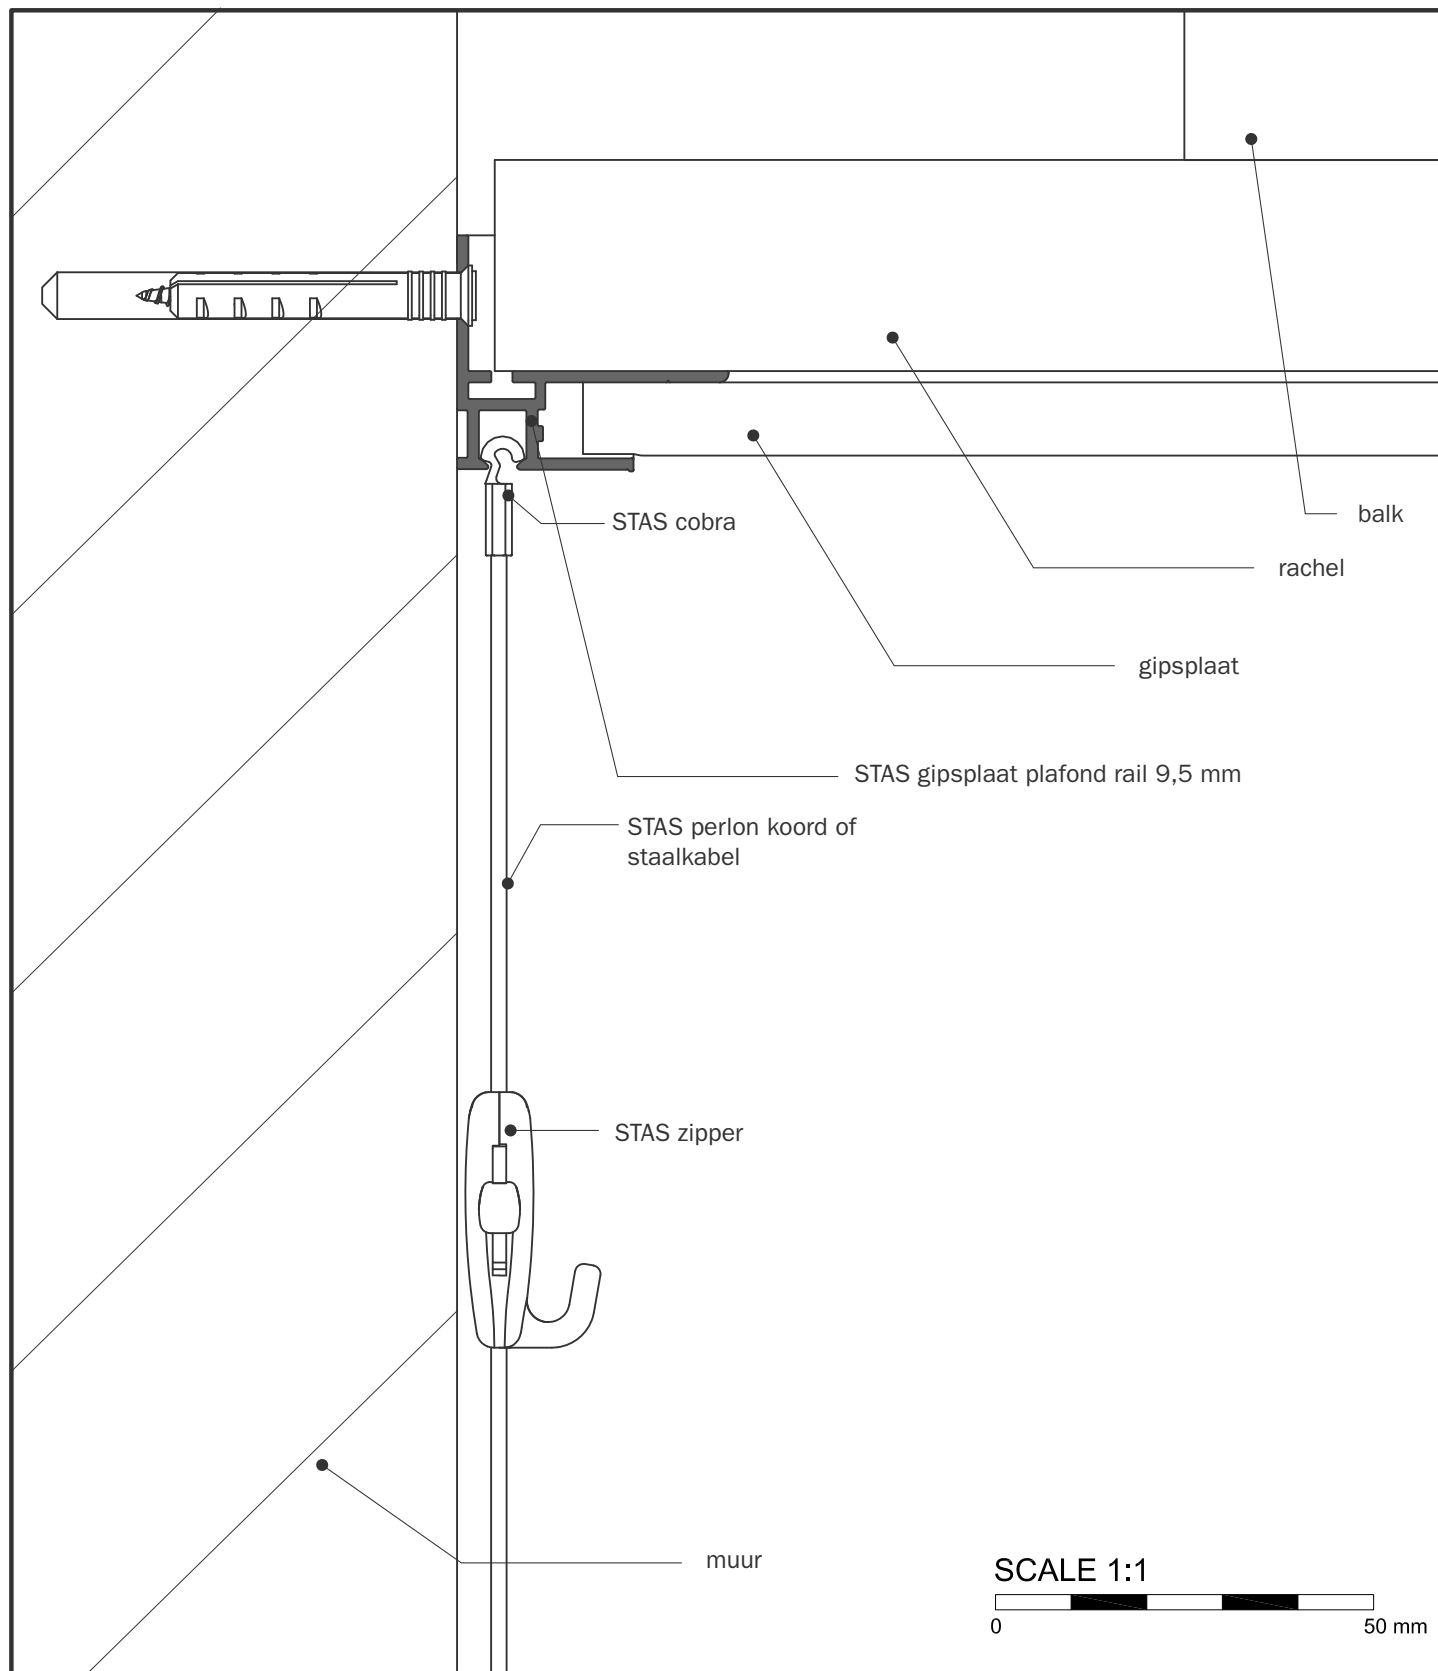 STAS cobra
balk
rachel
gipsplaat
STAS gipsplaat plafond rail 9,5 mm
STAS perlon koord of
staalkabel
STAS zipper
muur
SCALE 1:1
0 50 mm